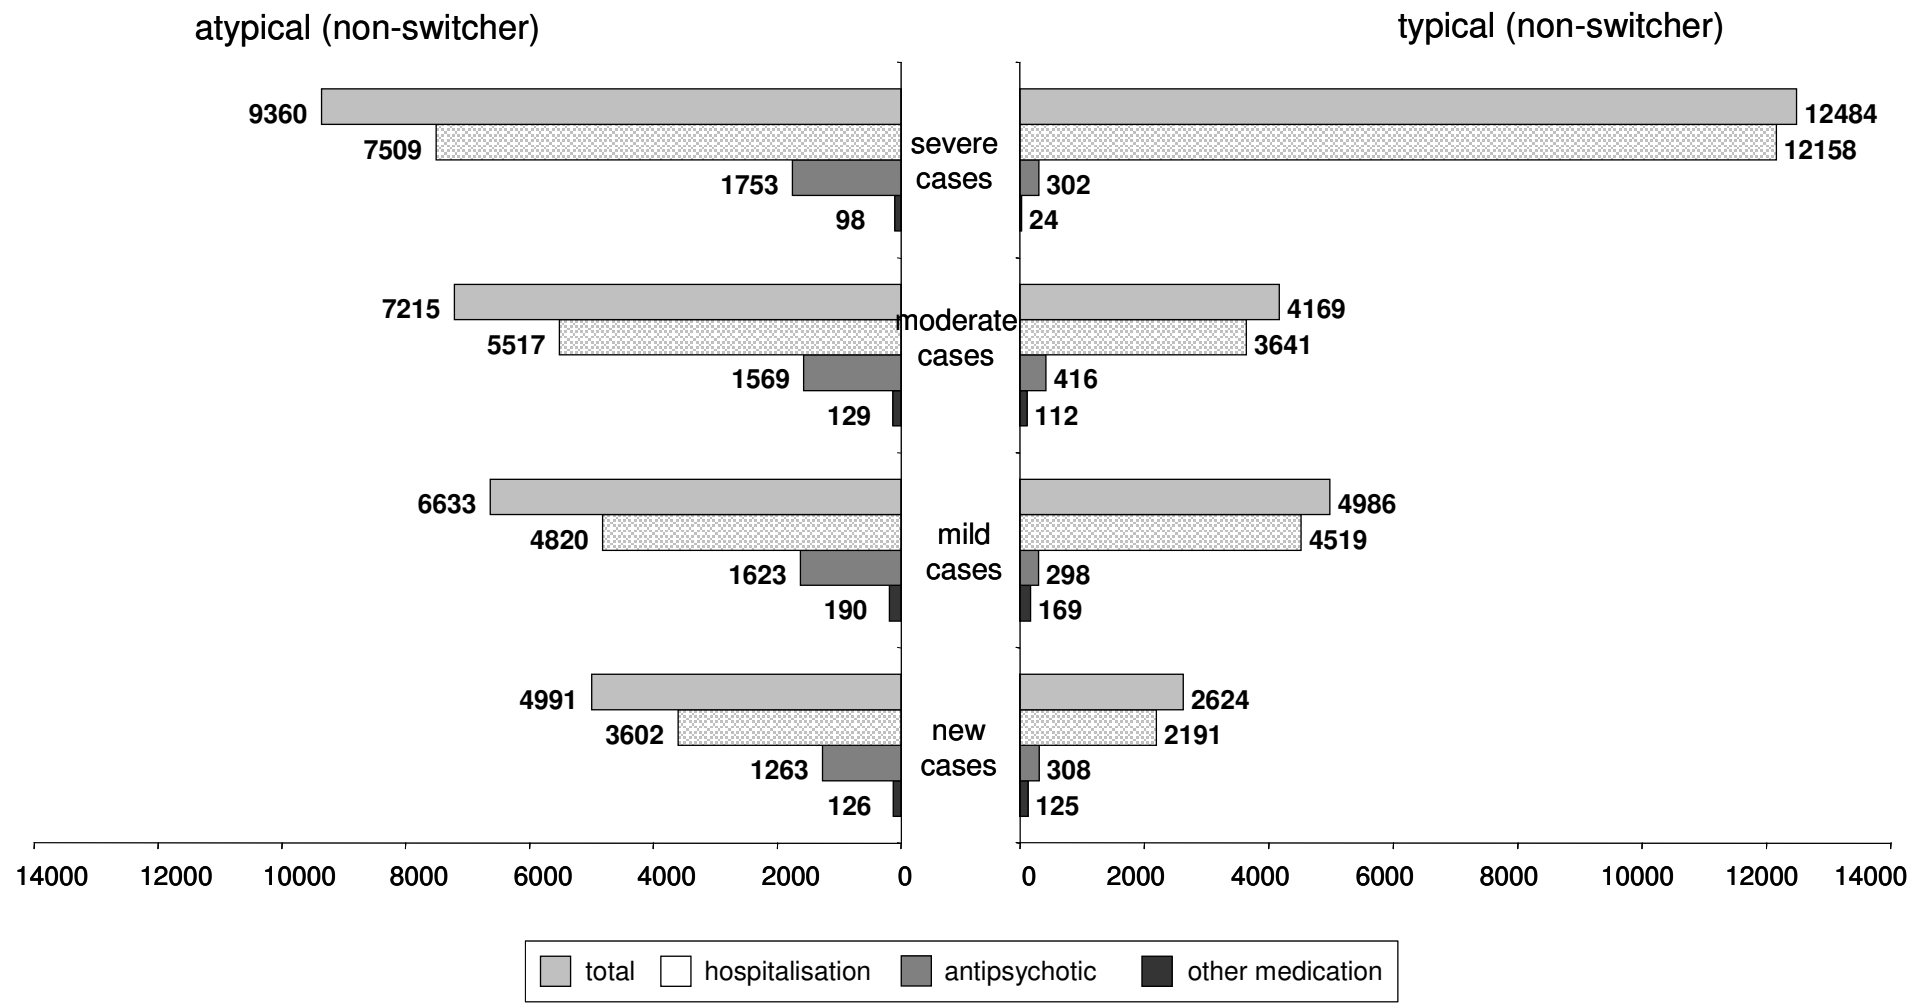 atypical (non-switcher)
typical (non-switcher)
9360
12484
7509
12158
severe
cases
1753
302
98
24
7215
4169
5517
3641
moderate
cases
1569
416
129
112
6633
4986
4820
4519
mild
cases
1623
298
190
169
4991
2624
3602
2191
new
cases
1263
308
126
125
14000 12000 10000 8000 6000 4000 2000 0
0 2000 4000 6000 8000 10000 12000 14000
total hospitalisation antipsychotic other medication